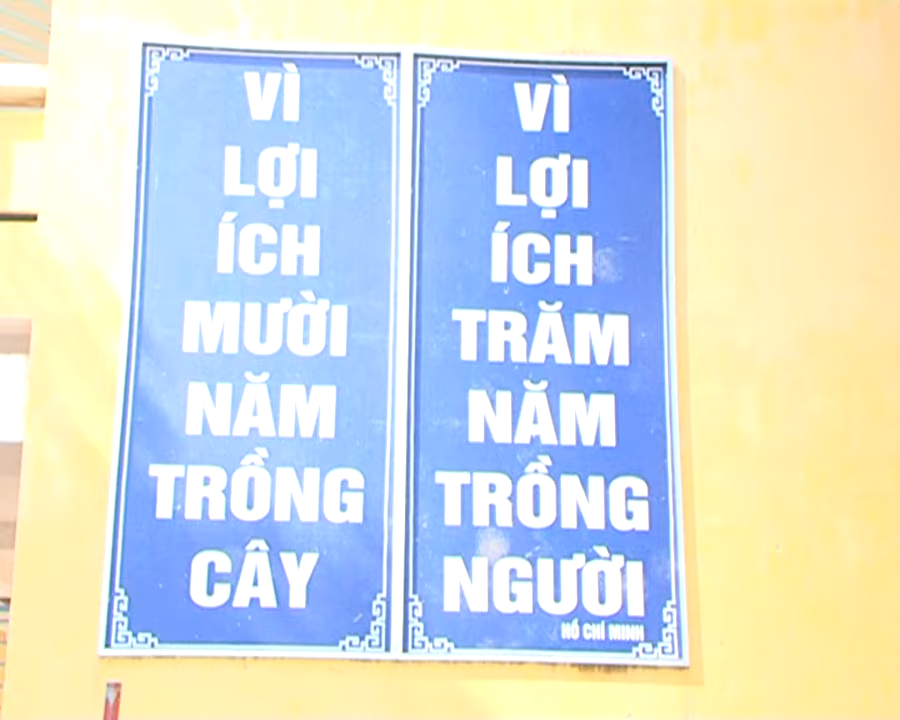 VÌ
LỢI
ÍCH
MƯỜI
NĂM
TRỒNG
CÂY
VÌ
LỢI
ÍCH
TRĂM
NĂM
TRỒNG
NGƯỜI
HỒ CHÍ MINH